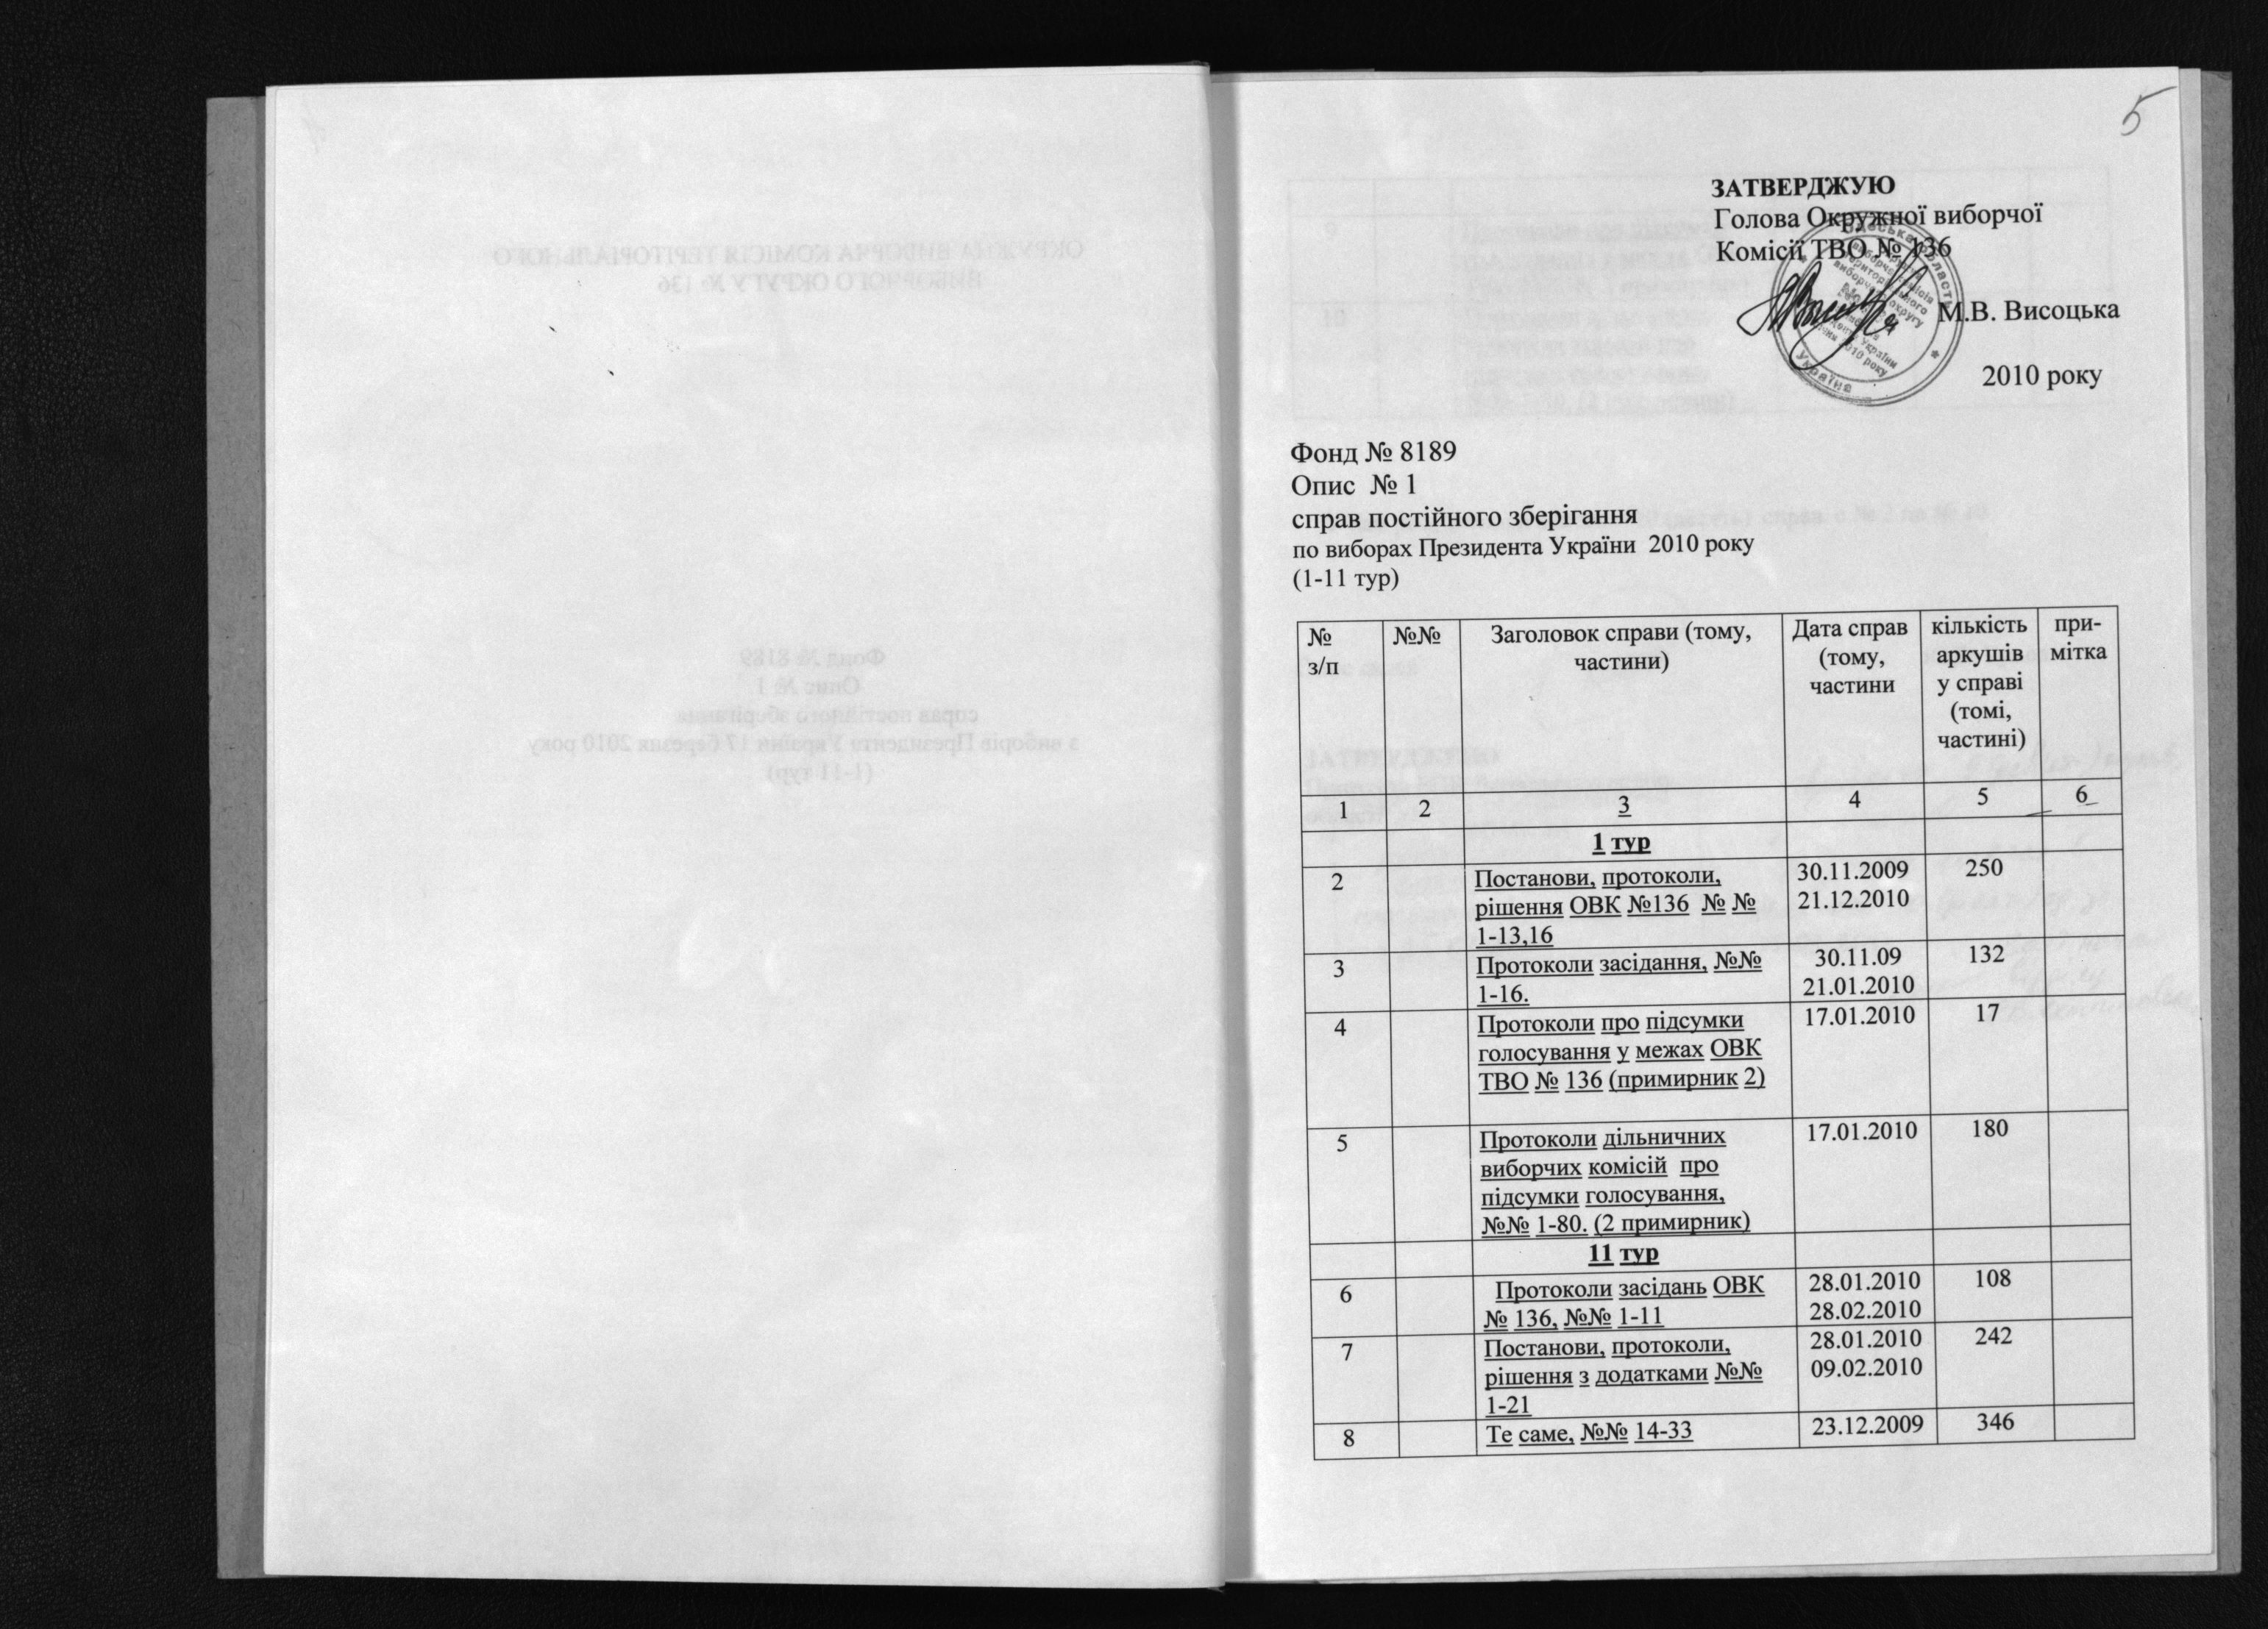 5
ЗАТВЕРДЖУЮ
Голова Окружної виборчої
Комісії ТВО № 136
М.В. Висоцька
2010 року
Фонд № 8189
Опис № 1
справ постійного зберігання
по виборах Президента України 2010 року
(1-11 тур)
№ з/п №№ Заголовок справи (тому, частини) Дата справ (тому, частини кількість аркушів у справі (томі, частині) при-мітка
1 2 3 4 5 6
1 тур
2 Постанови, протоколи, 30.11.2009 250
рішення ОВК №136 № № 21.12.2010
1-13,16
3 Протоколи засідання, №№ 30.11.09 132
1-16. 21.01.2010
4 Протоколи про підсумки 17.01.2010 17
голосування у межах ОВК
ТВО № 136 (примирник 2)
5 Протоколи дільничних 17.01.2010 180
виборчих комісій про
підсумки голосування,
№№ 1-80. (2 примирник)
11 тур
6 Протоколи засідань ОВК 28.01.2010 108
№ 136, №№ 1-11 28.02.2010
7 Постанови, протоколи, 28.01.2010 242
рішення з додатками №№ 09.02.2010
1-21
8 Те саме, №№ 14-33 23.12.2009 346